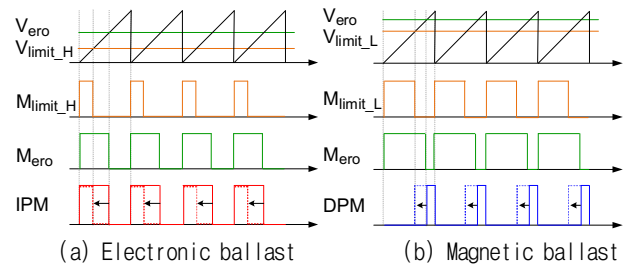 V_ero
V_limit_H
M_limit_H
M_ero
IPM
(a) Electronic ballast
V_ero
V_limit_L
M_limit_L
M_ero
DPM
(b) Magnetic ballast